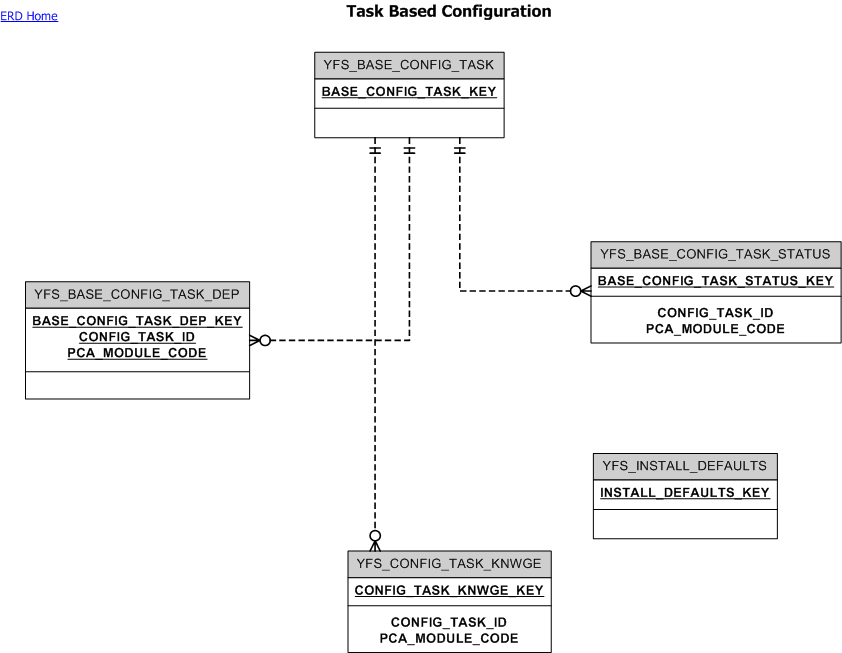 ERD Home
Task Based Configuration
YFS_BASE_CONFIG_TASK
BASE_CONFIG_TASK_KEY
YFS_BASE_CONFIG_TASK_STATUS
BASE_CONFIG_TASK_STATUS_KEY
CONFIG_TASK_ID
PCA_MODULE_CODE
YFS_BASE_CONFIG_TASK_DEP
BASE_CONFIG_TASK_DEP_KEY
CONFIG_TASK_ID
PCA_MODULE_CODE
YFS_INSTALL_DEFAULTS
INSTALL_DEFAULTS_KEY
YFS_CONFIG_TASK_KNWGE
CONFIG_TASK_KNWGE_KEY
CONFIG_TASK_ID
PCA_MODULE_CODE